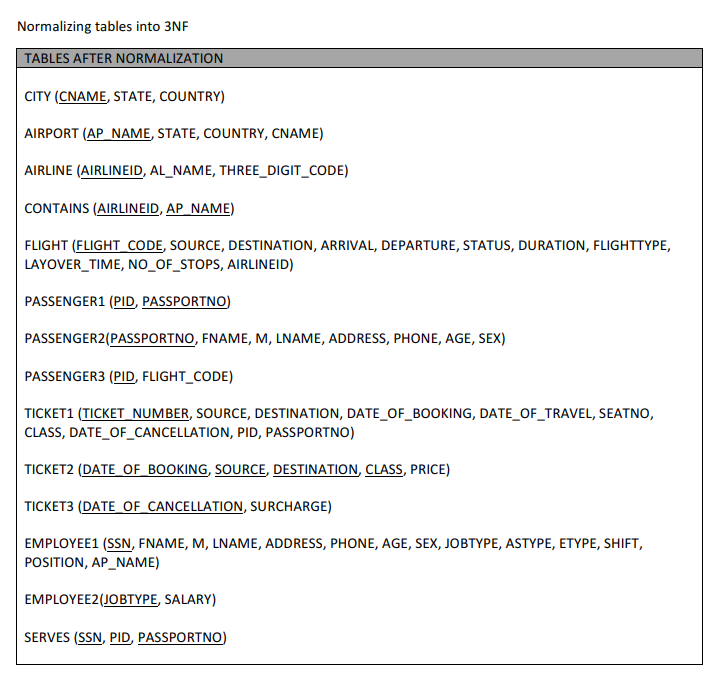 Normalizing tables into 3NF
TABLES AFTER NORMALIZATION
CITY (CNAME, STATE, COUNTRY)
AIRPORT (AP_NAME, STATE, COUNTRY, CNAME)
AIRLINE (AIRLINEID, AL_NAME, THREE_DIGIT_CODE)
CONTAINS (AIRLINEID, AP_NAME)
FLIGHT (FLIGHT_CODE, SOURCE, DESTINATION, ARRIVAL, DEPARTURE, STATUS, DURATION, FLIGHTTYPE,
LAYOVER_TIME, NO_OF_STOPS, AIRLINEID)
PASSENGER1 (PID, PASSPORTNO)
PASSENGER2(PASSPORTNO, FNAME, M, LNAME, ADDRESS, PHONE, AGE, SEX)
PASSENGER3 (PID, FLIGHT_CODE)
TICKET1 (TICKET_NUMBER, SOURCE, DESTINATION, DATE_OF_BOOKING, DATE_OF_TRAVEL, SEATNO,
CLASS, DATE_OF_CANCELLATION, PID, PASSPORTNO)
TICKET2 (DATE_OF_BOOKING, SOURCE, DESTINATION, CLASS, PRICE)
TICKET3 (DATE_OF_CANCELLATION, SURCHARGE)
EMPLOYEE1 (SSN, FNAME, M, LNAME, ADDRESS, PHONE, AGE, SEX, JOBTYPE, ASTYPE, ETYPE, SHIFT,
POSITION, AP_NAME)
EMPLOYEE2(JOBTYPE, SALARY)
SERVES (SSN, PID, PASSPORTNO)